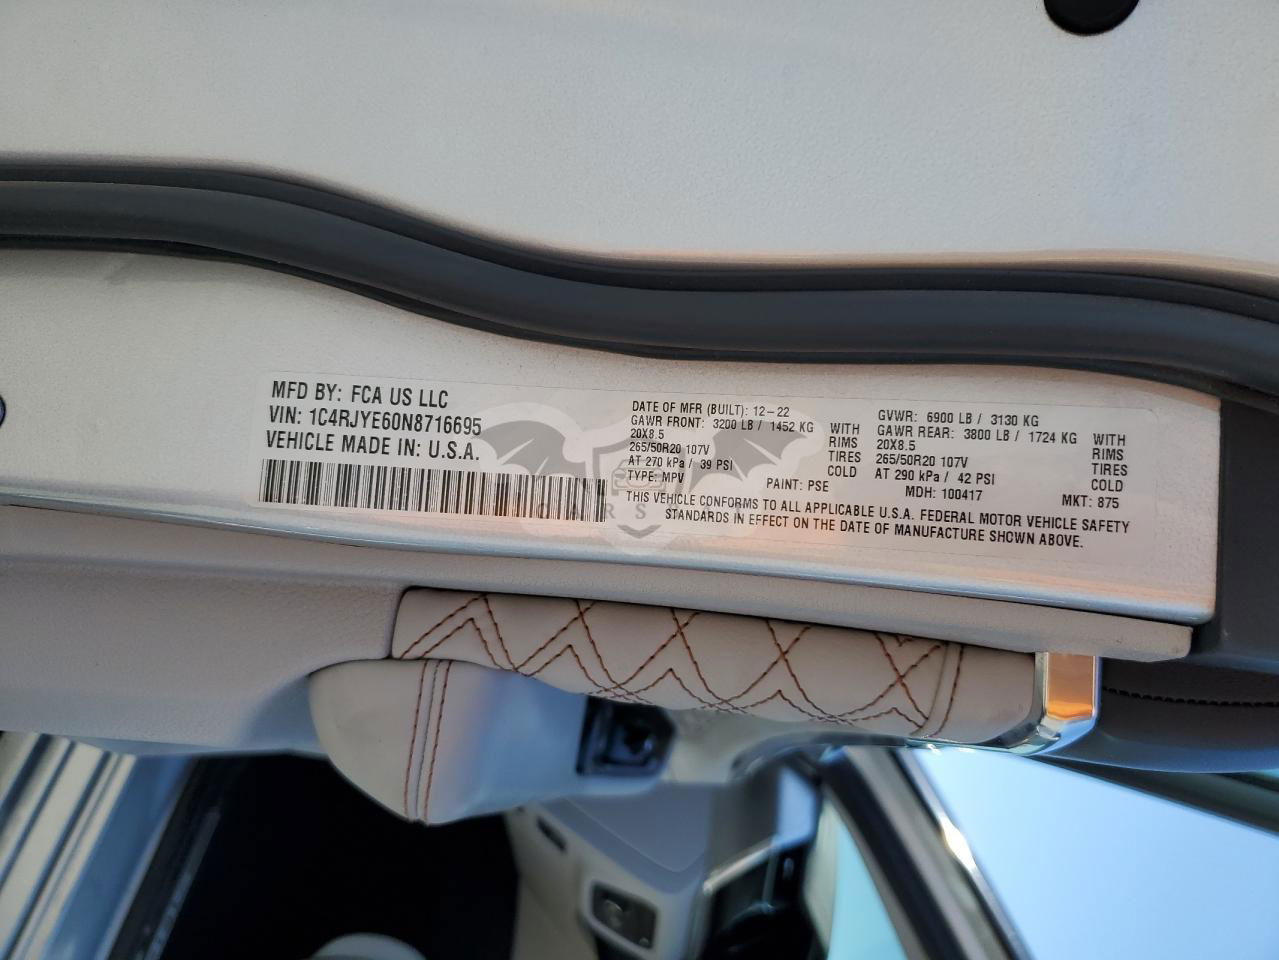 MFD BY: FCA US LLC
VIN: 1C4RJYE60N8716695
VEHICLE MADE IN: U.S.A.
DATE OF MFR (BUILT): 12-22
GAWR FRONT: 3200 LB / 1452 KG
20X8.5
265/50R20 107V
AT 270 kPa / 39 PSI
WITH
RIMS
TIRES
COLD
TYPE: MPV
PAINT: PSE
GVWR: 6900 LB / 3130 KG
GAWR REAR: 3800 LB / 1724 KG
20X8.5
265/50R20 107V
AT 290 kPa / 42 PSI
WITH
RIMS
TIRES
COLD
MDH: 100417
MKT: 875
THIS VEHICLE CONFORMS TO ALL APPLICABLE U.S.A. FEDERAL MOTOR VEHICLE SAFETY
STANDARDS IN EFFECT ON THE DATE OF MANUFACTURE SHOWN ABOVE.